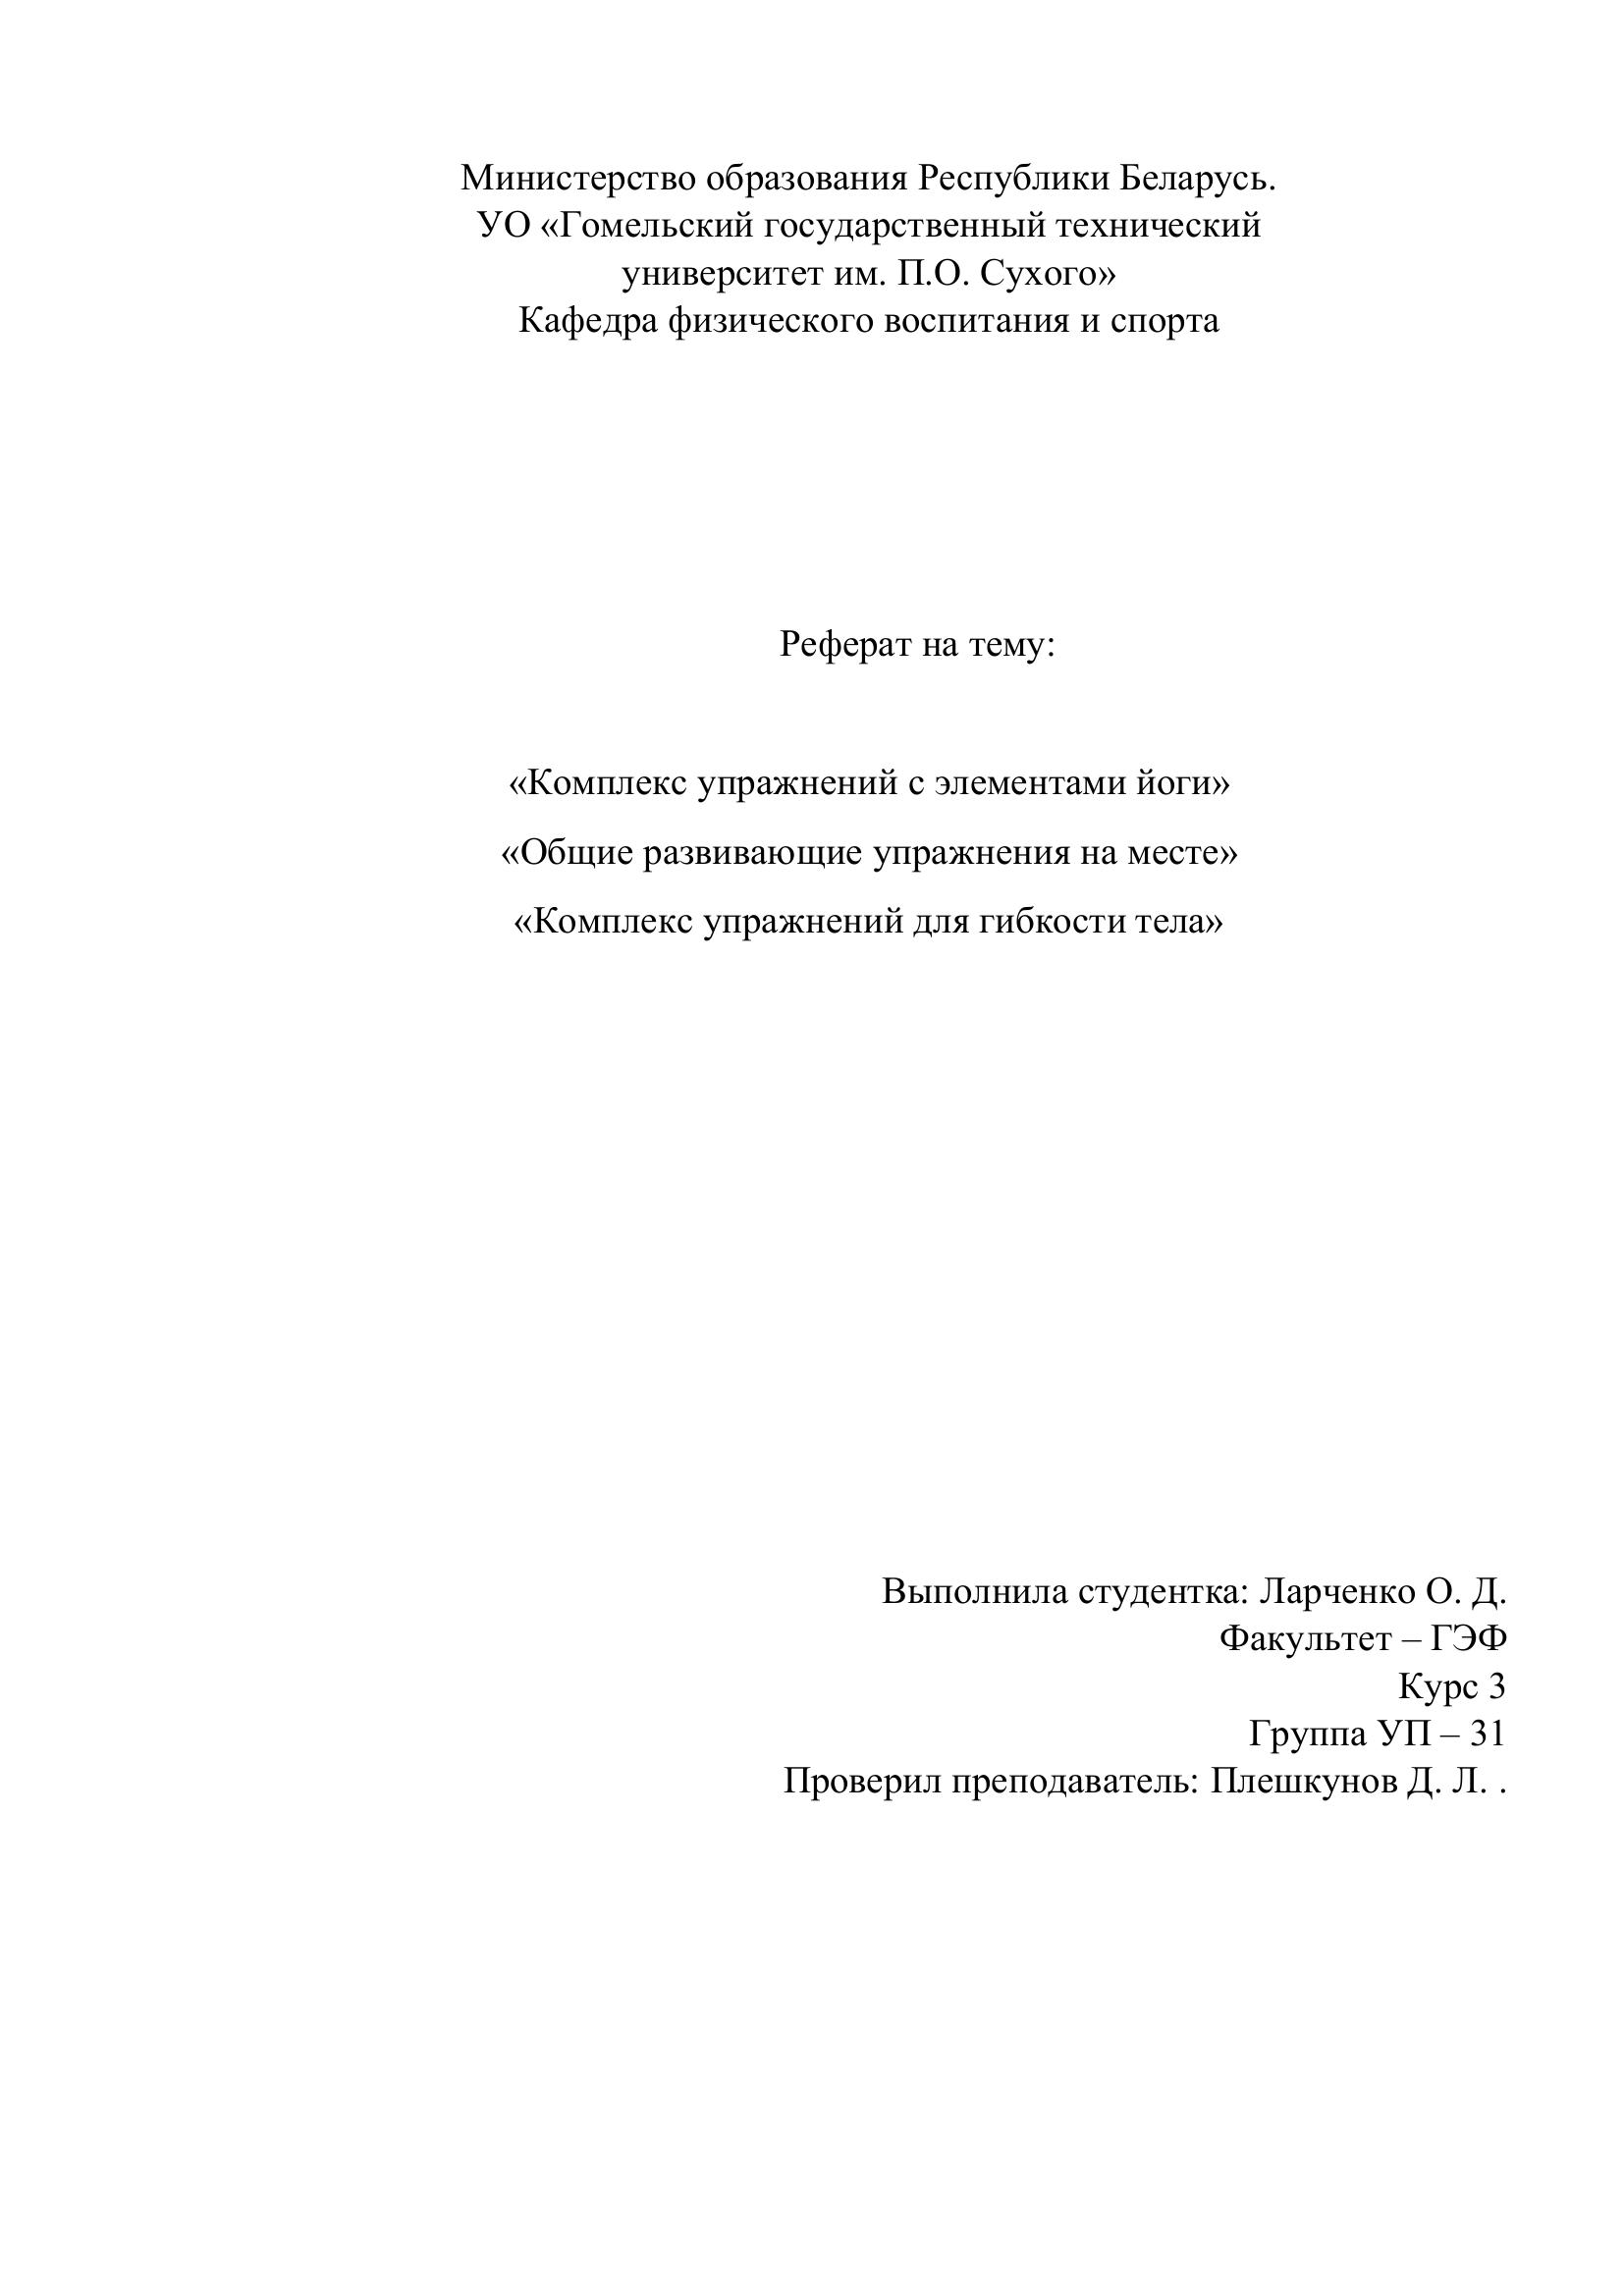 Министерство образования Республики Беларусь.
УО «Гомельский государственный технический
университет им. П.О. Сухого»
Кафедра физического воспитания и спорта
Реферат на тему:
«Комплекс упражнений с элементами йоги»
«Общие развивающие упражнения на месте»
«Комплекс упражнений для гибкости тела»
Выполнила студентка: Ларченко О. Д.
Факультет – ГЭФ
Курс 3
Группа УП – 31
Проверил преподаватель: Плешкунов Д. Л. .